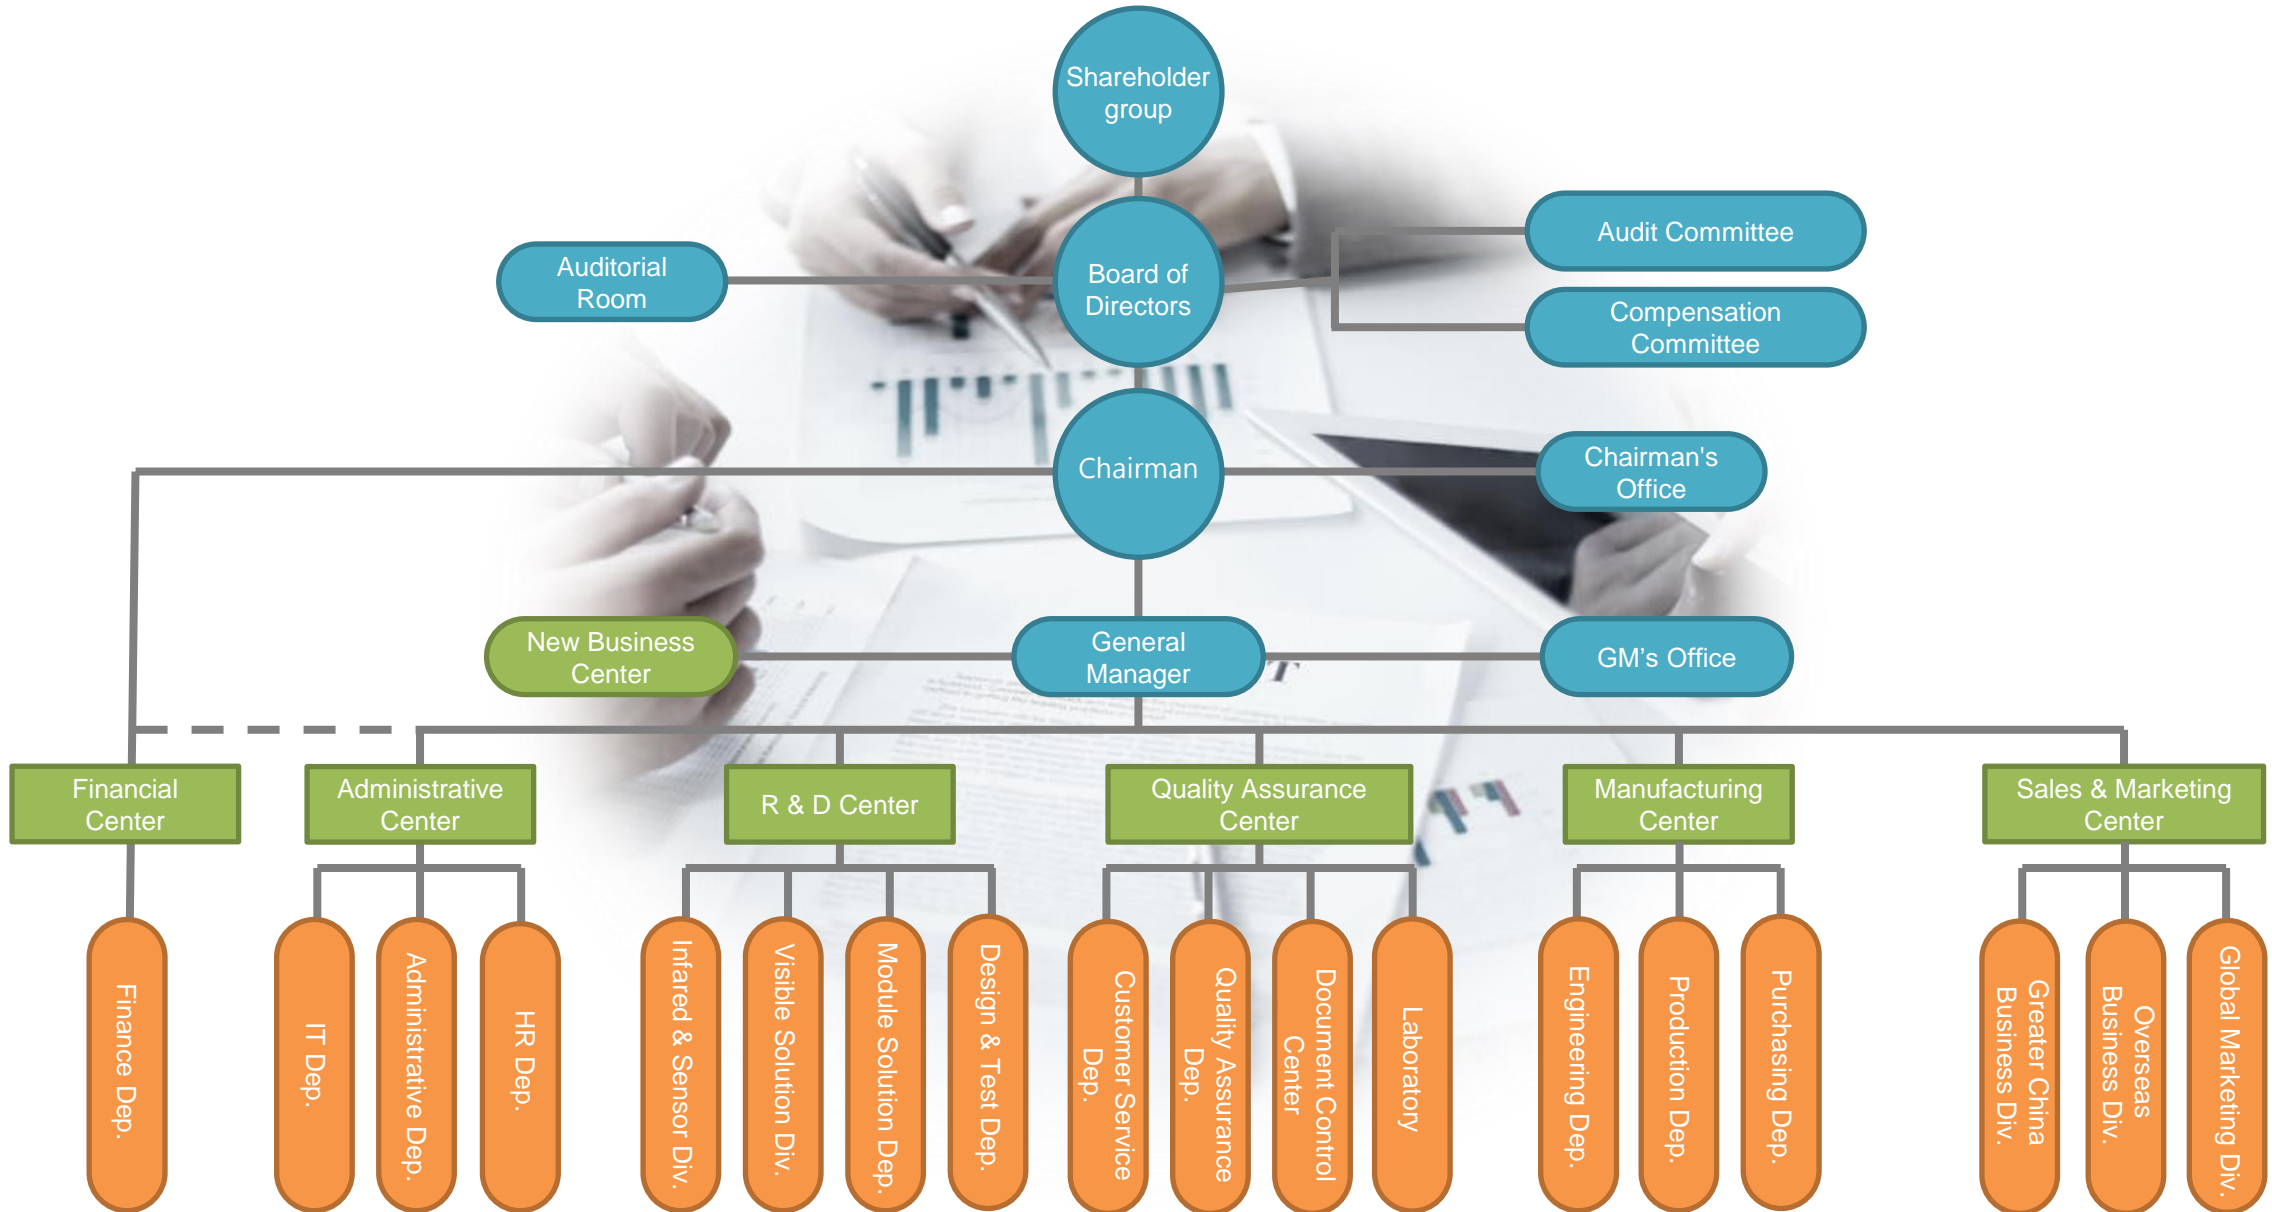 Shareholder
group
Board of
Directors
Auditorial
Room
Audit Committee
Compensation
Committee
Chairman
Chairman's
Office
New Business
Center
General
Manager
GM’s Office
Financial
Center
Administrative
Center
R & D Center
Quality Assurance
Center
Manufacturing
Center
Sales & Marketing
Center
Finance Dep.
IT Dep.
Administrative Dep.
HR Dep.
Infared & Sensor Div.
Visible Solution Div.
Module Solution Dep.
Design & Test Dep.
Customer Service
Dep.
Quality Assurance
Dep.
Document Control
Center
Laboratory
Engineering Dep.
Production Dep.
Purchasing Dep.
Greater China
Business Div.
Overseas
Business Div.
Global Marketing Div.